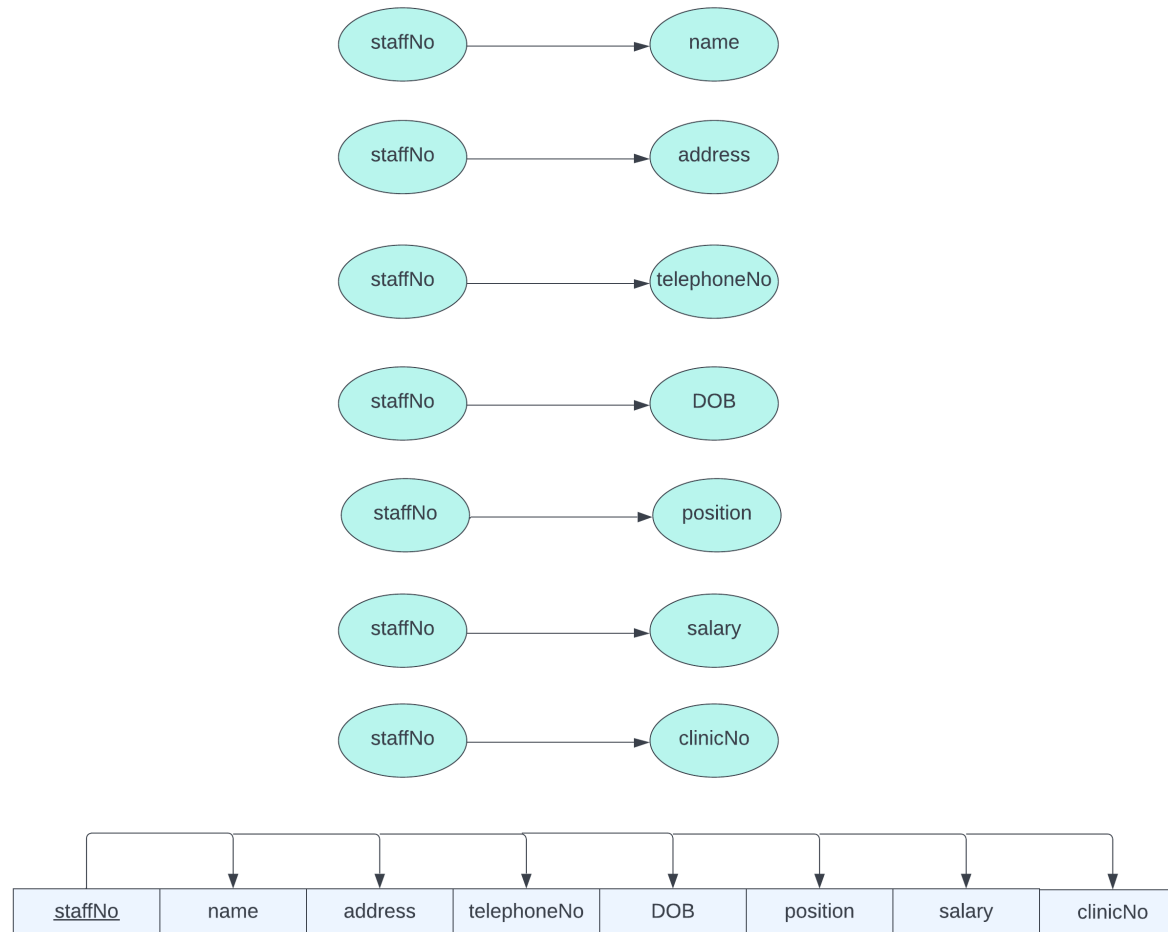 staffNo name
staffNo address
staffNo telephoneNo
staffNo DOB
staffNo position
staffNo salary
staffNo clinicNo
staffNo name address telephoneNo DOB position salary clinicNo